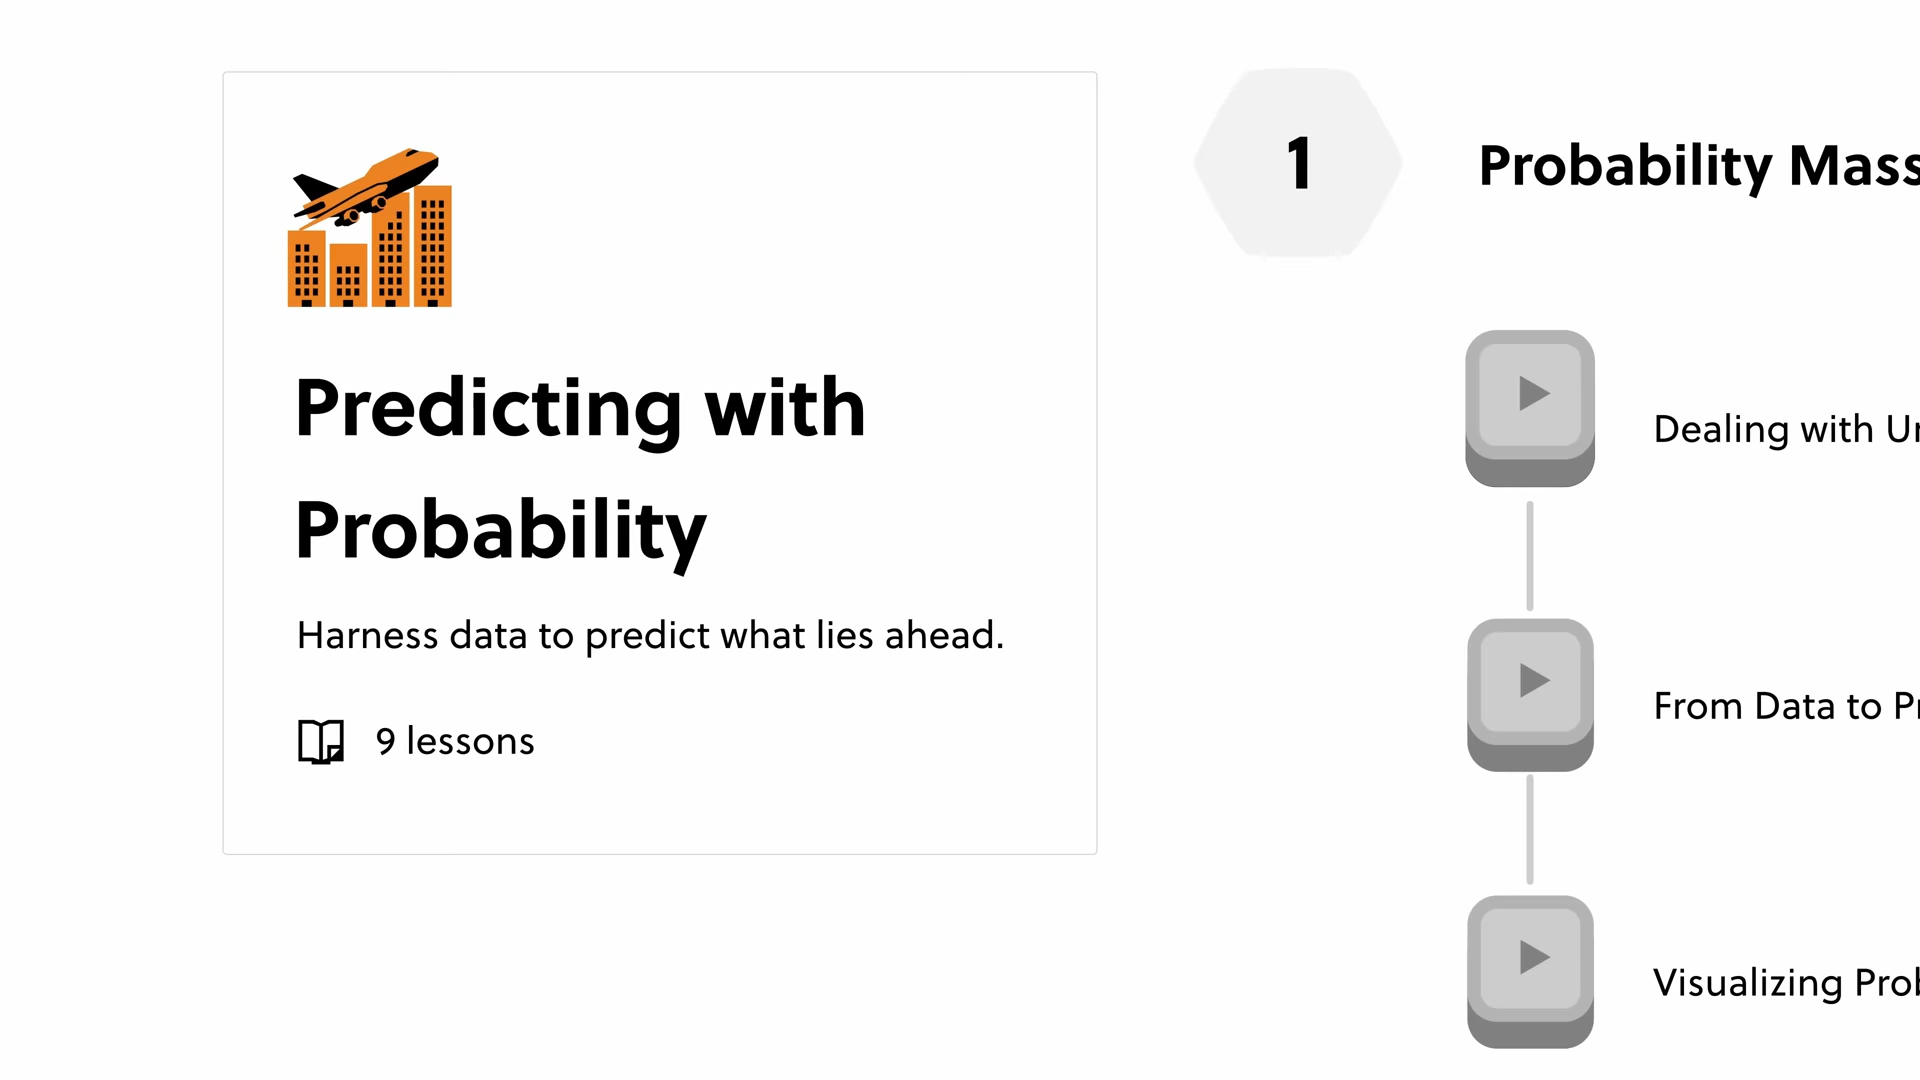 Predicting with
Probability
Harness data to predict what lies ahead.
9 lessons
1
Probability Mass
Dealing with
From Data to
Visualizing